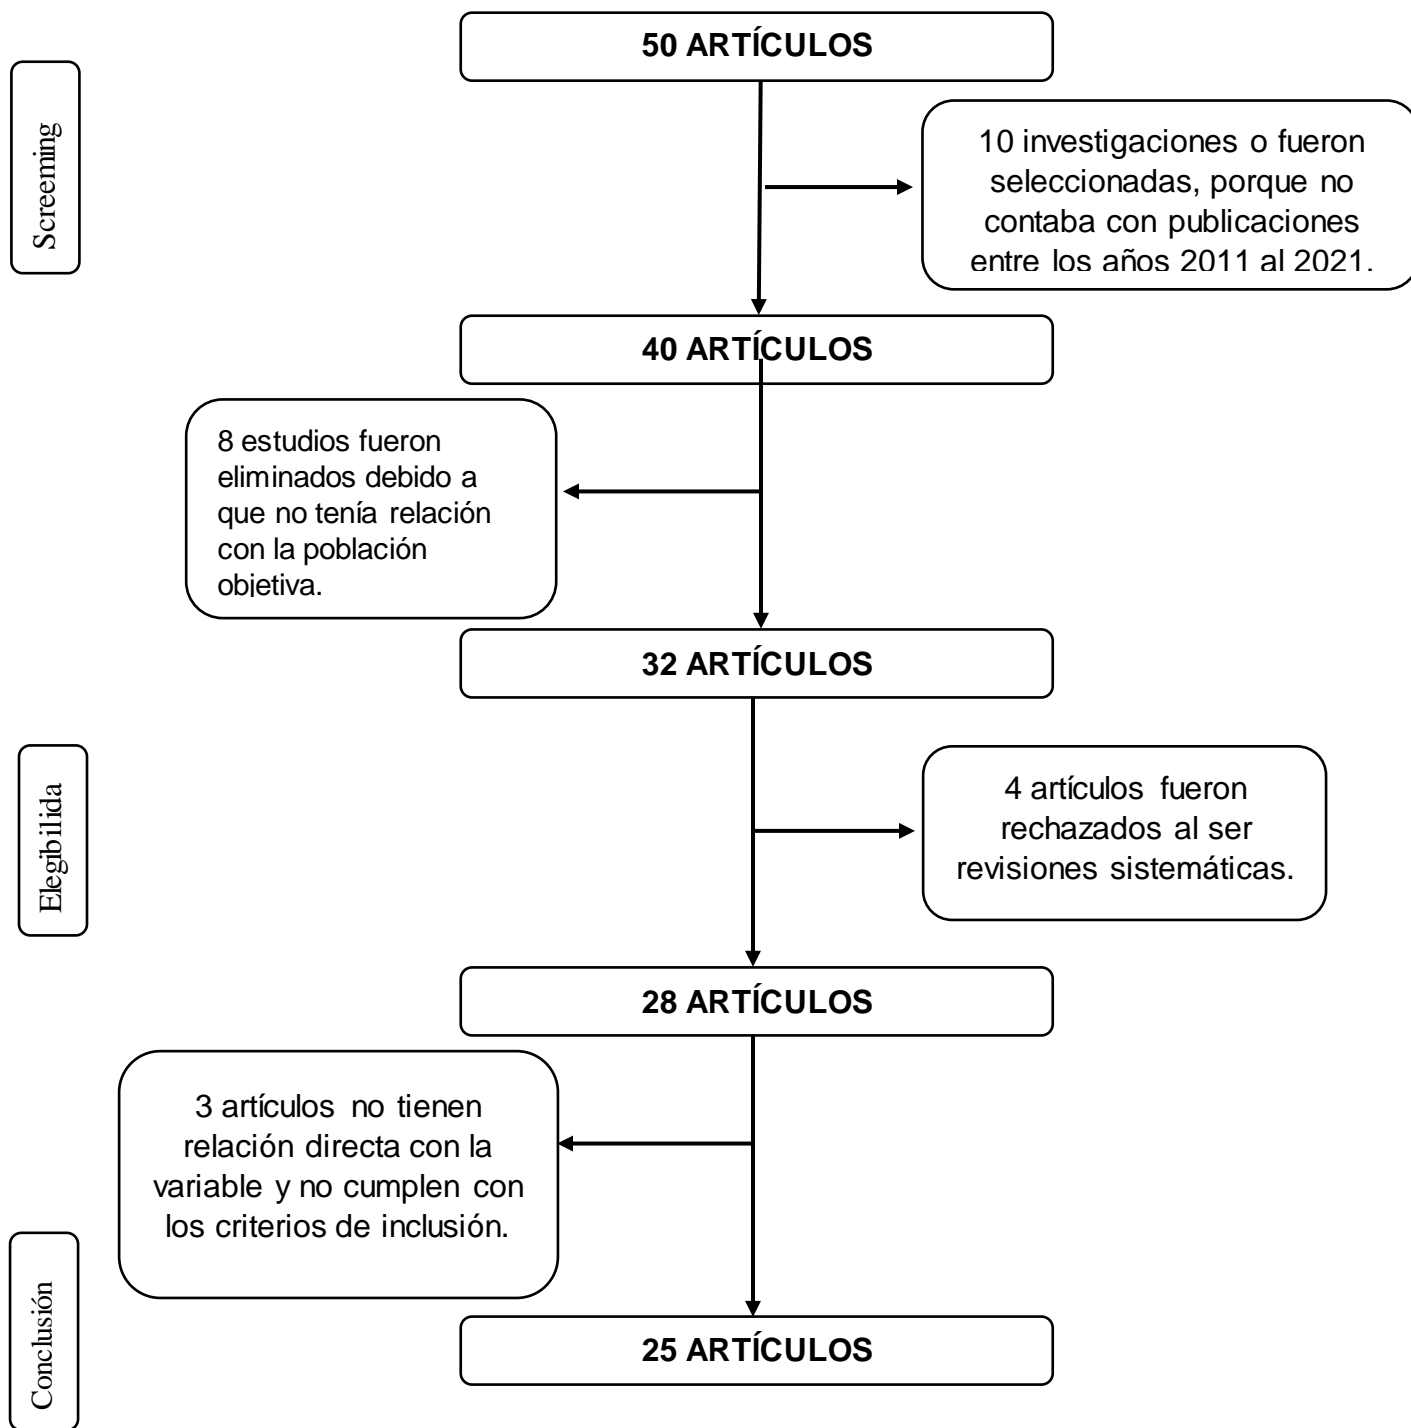 50 ARTÍCULOS
Screeming
10 investigaciones o fueron
seleccionadas, porque no
contaba con publicaciones
entre los años 2011 al 2021.
40 ARTÍCULOS
8 estudios fueron
eliminados debido a
que no tenía relación
con la población
objetiva.
32 ARTÍCULOS
Elegibilida
4 artículos fueron
rechazados al ser
revisiones sistemáticas.
28 ARTÍCULOS
3 artículos no tienen
relación directa con la
variable y no cumplen con
los criterios de inclusión.
Conclusión
25 ARTÍCULOS